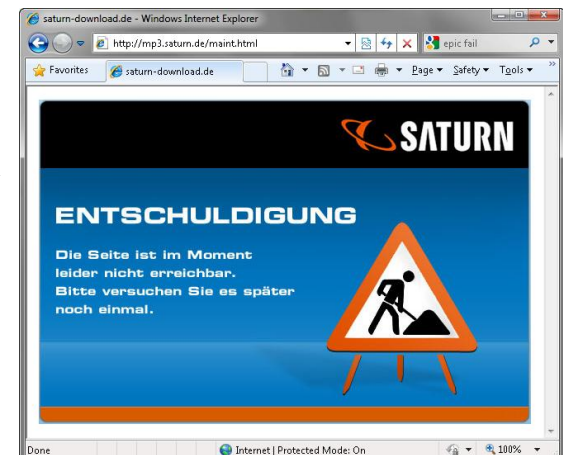 saturn-download.de - Windows Internet Explorer
http://mp3.saturn.de/maint.html
epic fail
Favorites
saturn-download.de
Page
Safety
Tools
SATURN
ENTSCHULDIGUNG
Die Seite ist im Moment
leider nicht erreichbar.
Bitte versuchen Sie es später
noch einmal.
Done
Internet | Protected Mode: On
100%